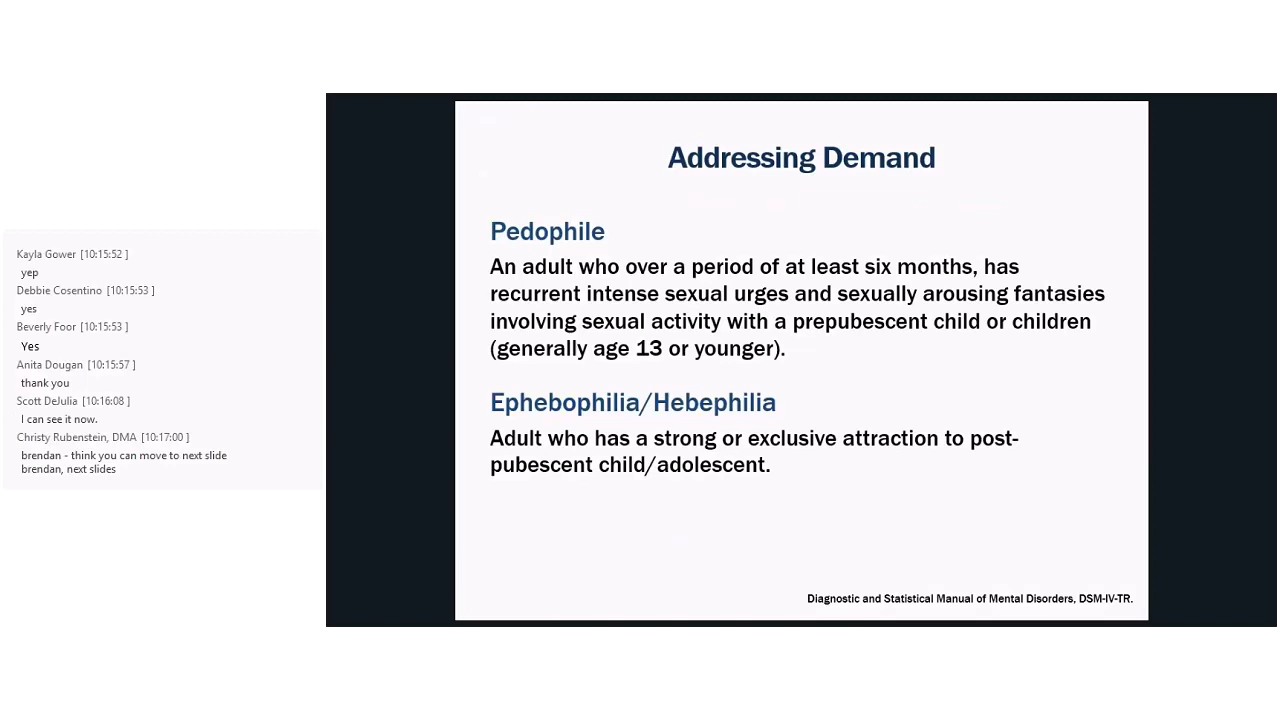 Kayla Gower [10:15:52 ]
yep
Debbie Cosentino [10:15:53 ]
yes
Beverly Foor [10:15:53 ]
Yes
Anita Dougan [10:15:57 ]
thank you
Scott DeJulia [10:16:08 ]
I can see it now.
Christy Rubenstein, DMA [10:17:00 ]
brendan - think you can move to next slide
brendan, next slides
Addressing Demand
Pedophile
An adult who over a period of at least six months, has
recurrent intense sexual urges and sexually arousing fantasies
involving sexual activity with a prepubescent child or children
(generally age 13 or younger).
Ephebophilia/Hebephilia
Adult who has a strong or exclusive attraction to post-
pubescent child/adolescent.
Diagnostic and Statistical Manual of Mental Disorders, DSM-IV-TR.